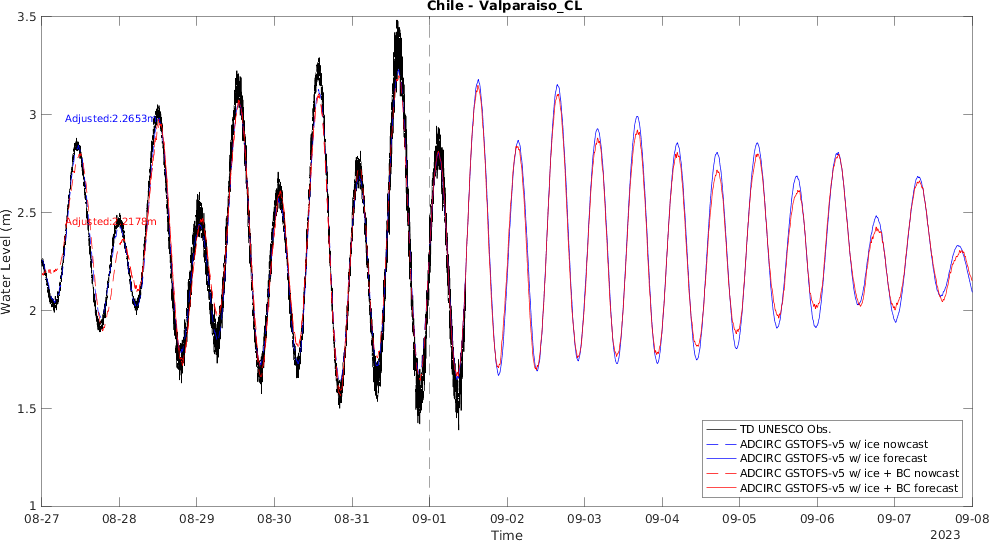 Chile - Valparaiso_CL
3.5
3
2.5
2
1.5
1
Water Level (m)
Adjusted:2.2653m
Adjusted:2.2178m
TD UNESCO Obs.
ADCIRC GSTOFS-v5 w/ ice nowcast
ADCIRC GSTOFS-v5 w/ ice forecast
ADCIRC GSTOFS-v5 w/ ice + BC nowcast
ADCIRC GSTOFS-v5 w/ ice + BC forecast
08-27 08-28 08-29 08-30 08-31 09-01 09-02 09-03 09-04 09-05 09-06 09-07 09-08
Time
2023